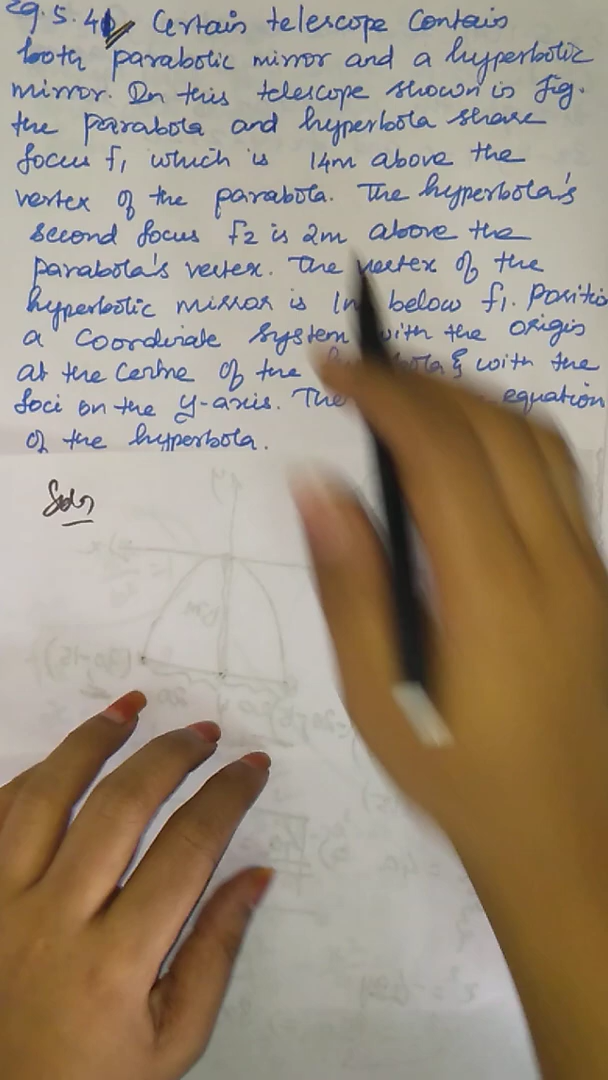 Eg. 5.40 Certain telescope contain
both parabolic mirror and a hyperbolic
mirror. In this telescope shown in fig.
the parabola and hyperbola share
focus f1 which is 14m above the
vertex of the parabola. The hyperbola's
second focus f2 is 2m above the
parabola's vertex. The vertex of the
hyperbolic mirror is 1m below f1. Positio
a coordinate system with the origin
at the centre of the & with the
foci on the y-axis. The equation
of the hyperbola.
Soln